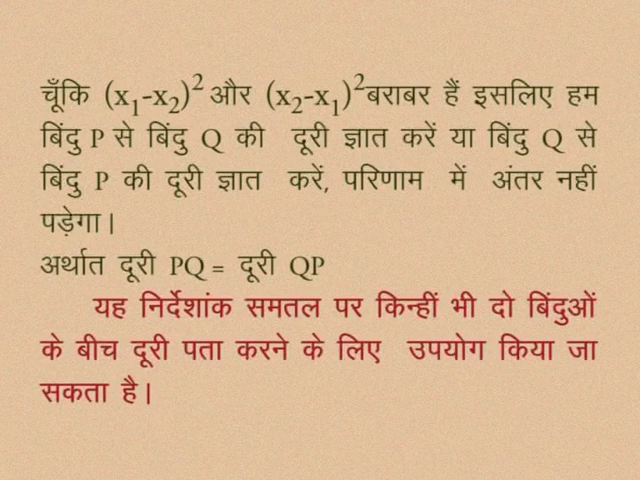 चूँकि (x₁-x₂)² और (x₂-x₁)² बराबर हैं इसलिए हम
बिंदु P से बिंदु Q की दूरी ज्ञात करें या बिंदु Q से
बिंदु P की दूरी ज्ञात करें, परिणाम में अंतर नहीं
पड़ेगा।
अर्थात दूरी PQ = दूरी QP
यह निर्देशांक समतल पर किन्हीं भी दो बिंदुओं
के बीच दूरी पता करने के लिए उपयोग किया जा
सकता है।